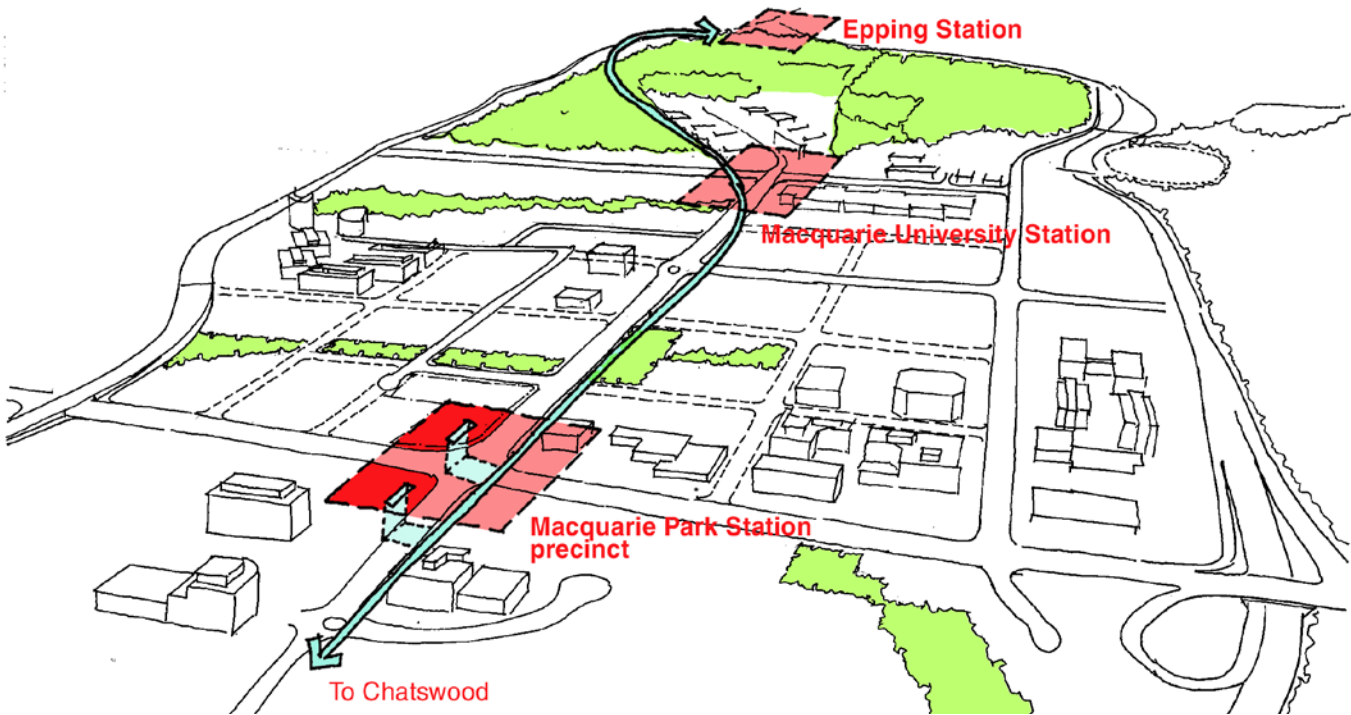 Epping Station
Macquarie University Station
Macquarie Park Station
precinct
To Chatswood